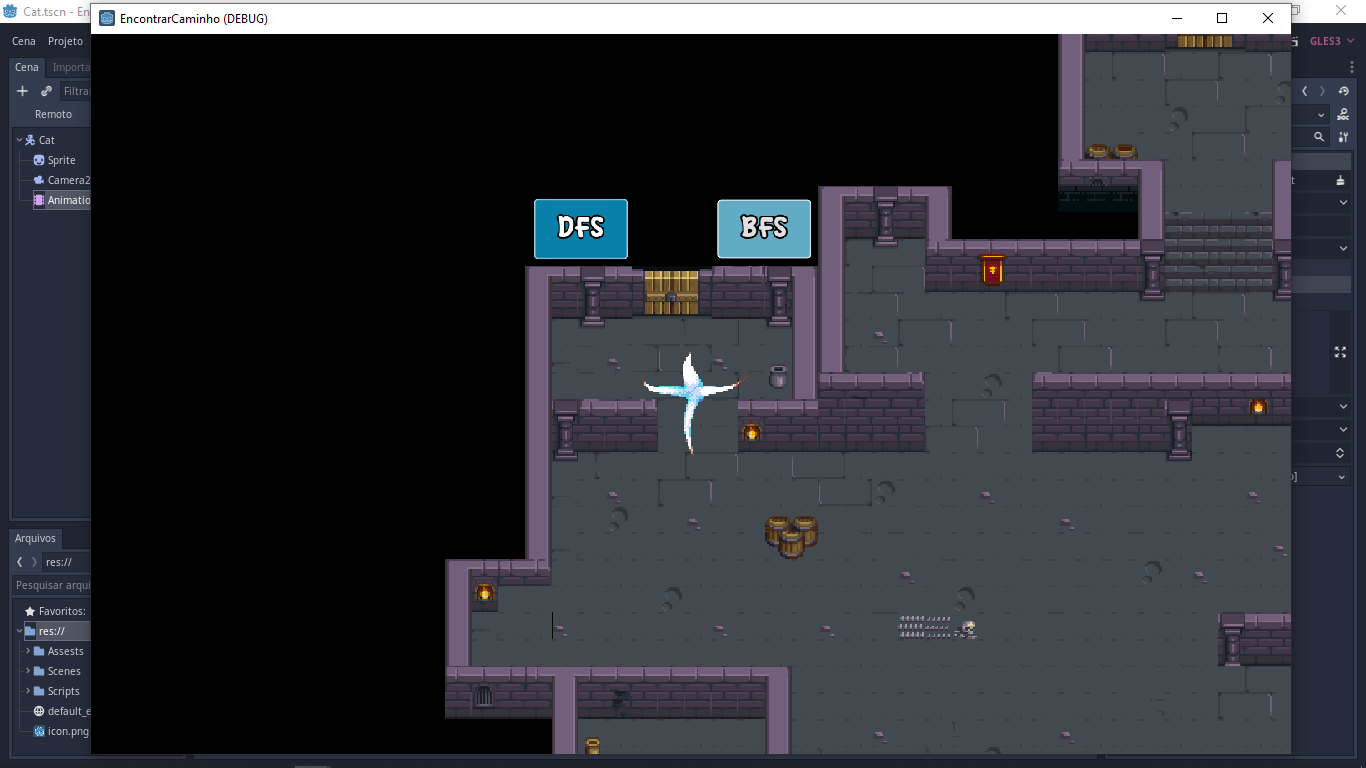 Cat.tscn - En
EncontrarCaminho (DEBUG)
Cena Projeto
GLES3
Cena Importa
Filtra
Remoto
Cat
Sprite
Camera2
Animatio
DFS BFS
Arquivos
res://
Pesquisar arqui
Favoritos:
res://
Assests
Scenes
Scripts
default_e
icon.png